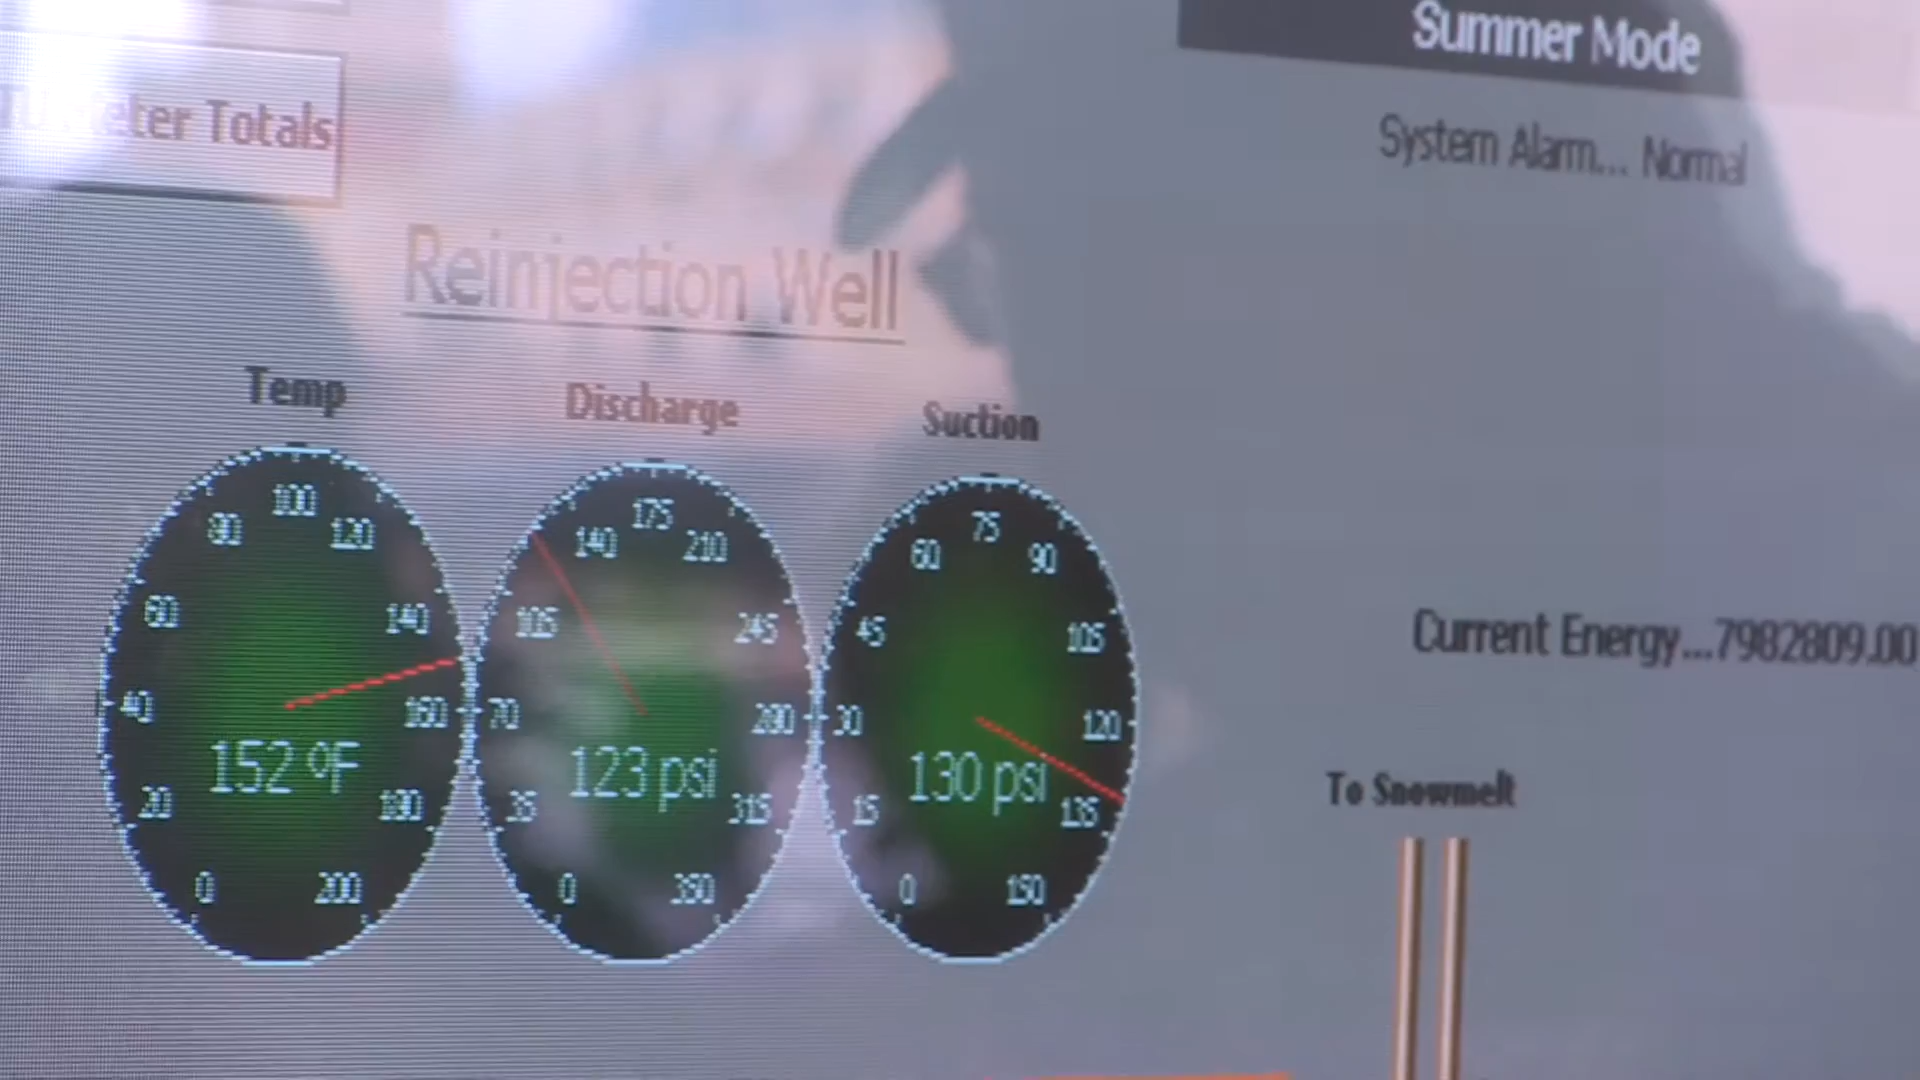 Summer Mode
eter Totals
System Alarm... Normal
Reinjection Well
Temp
Discharge
Suction
0 20 40 60 80 100 120 140 160 180 200
152 ºF
0 35 70 105 140 175 210 245 280 315 350
123 psi
0 15 30 45 60 75 90 105 120 135 150
130 psi
Current Energy...7982809.00
To Snowmelt